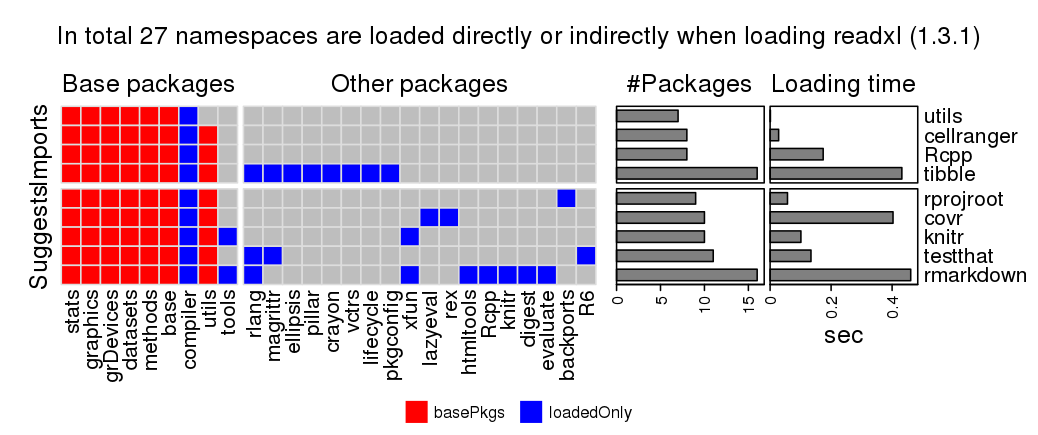 In total 27 namespaces are loaded directly or indirectly when loading readxl (1.3.1)
Base packages
Other packages
#Packages
Loading time
Imports
Suggests
utils
cellranger
Rcpp
tibble
rprojroot
covr
knitr
testthat
rmarkdown
stats
graphics
grDevices
datasets
methods
base
compiler
utils
tools
rlang
magrittr
ellipsis
pillar
crayon
vctrs
lifecycle
pkgconfig
xfun
lazyeval
rex
htmltools
Rcpp
knitr
digest
evaluate
backports
R6
0
5
10
15
0
0.2
0.4
sec
basePkgs
loadedOnly